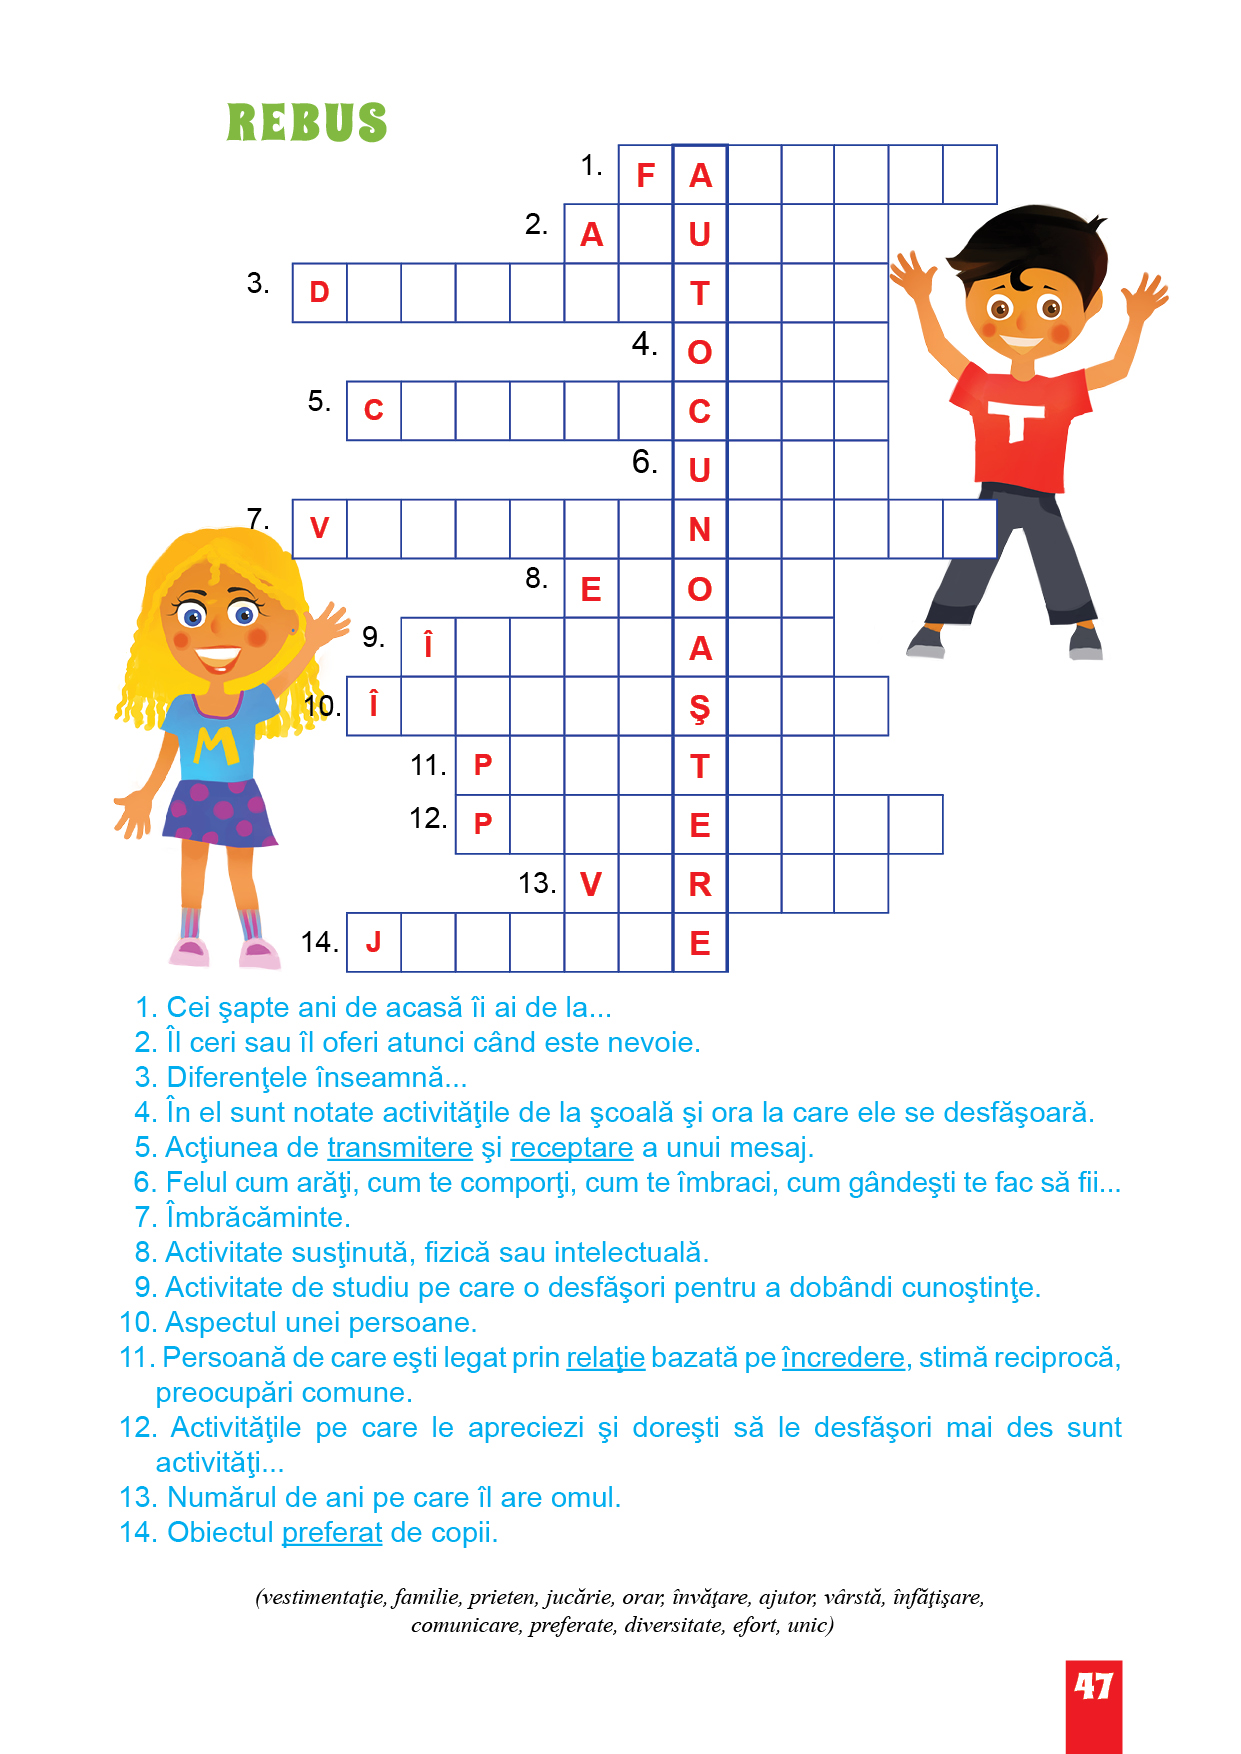 REBUS
1. F A
2. A U
3. D T
4. O
5. C C
6. U
7. V N
8. E O
9. Î A
10. Î Ş
11. P T
12. P E
13. V R
14. J E
T
M
1. Cei şapte ani de acasă îi ai de la...
2. Îl ceri sau îl oferi atunci când este nevoie.
3. Diferenţele înseamnă...
4. În el sunt notate activităţile de la şcoală şi ora la care ele se desfăşoară.
5. Acţiunea de transmitere şi receptare a unui mesaj.
6. Felul cum arăţi, cum te comporţi, cum te îmbraci, cum gândeşti te fac să fii...
7. Îmbrăcăminte.
8. Activitate susţinută, fizică sau intelectuală.
9. Activitate de studiu pe care o desfăşori pentru a dobândi cunoştinţe.
10. Aspectul unei persoane.
11. Persoană de care eşti legat prin relaţie bazată pe încredere, stimă reciprocă,
preocupări comune.
12. Activităţile pe care le apreciezi şi doreşti să le desfăşori mai des sunt
activităţi...
13. Numărul de ani pe care îl are omul.
14. Obiectul preferat de copii.
(vestimentaţie, familie, prieten, jucărie, orar, învăţare, ajutor, vârstă, înfăţişare,
comunicare, preferate, diversitate, efort, unic)
47